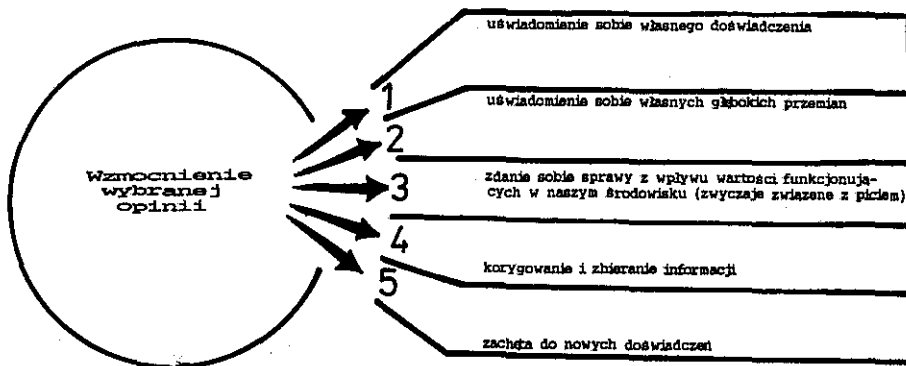 Wzmocnienie
wybranej
opinii
1
uświadomienie sobie własnego doświadczenia
2
uświadomienie sobie własnych głębokich przemian
3
zdanie sobie sprawy z wpływu wartości funkcjonują-
cych w naszym środowisku (zwyczaje związene z piciem)
4
korygowanie i zbieranie informacji
5
zachęta do nowych doświadczeń